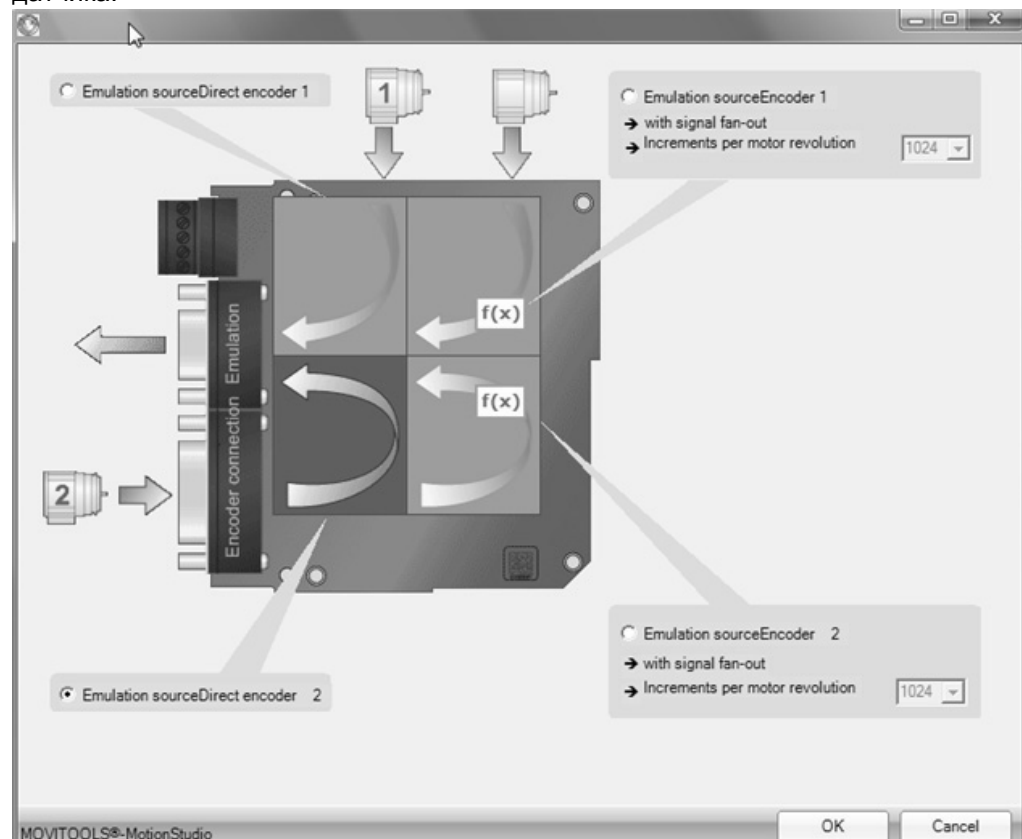 датчика.
Emulation sourceDirect encoder 1
1
Emulation sourceEncoder 1
➔ with signal fan-out
➔ Increments per motor revolution
1024
f(x)
Emulation
f(x)
Encoder connection
2
Emulation sourceEncoder 2
➔ with signal fan-out
➔ Increments per motor revolution
1024
Emulation sourceDirect encoder 2
OK
Cancel
MOVITOOLS®-MotionStudio